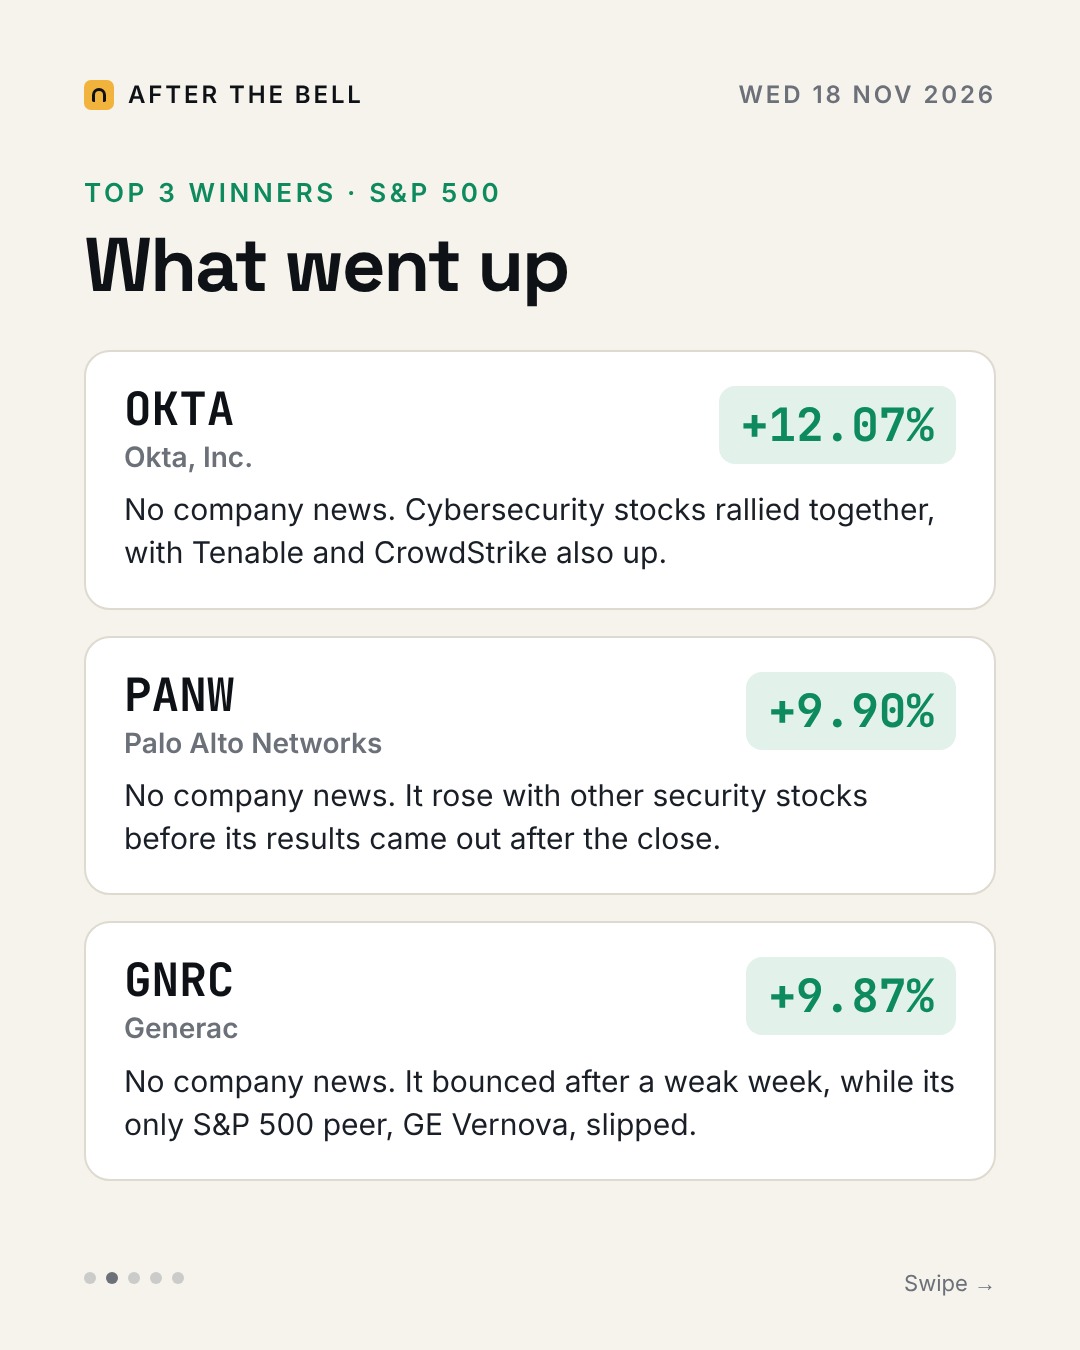 AFTER THE BELL
WED 18 NOV 2026
TOP 3 WINNERS · S&P 500
What went up
OKTA
+12.07%
Okta, Inc.
No company news. Cybersecurity stocks rallied together,
with Tenable and CrowdStrike also up.
PANW
+9.90%
Palo Alto Networks
No company news. It rose with other security stocks
before its results came out after the close.
GNRC
+9.87%
Generac
No company news. It bounced after a weak week, while its
only S&P 500 peer, GE Vernova, slipped.
Swipe →